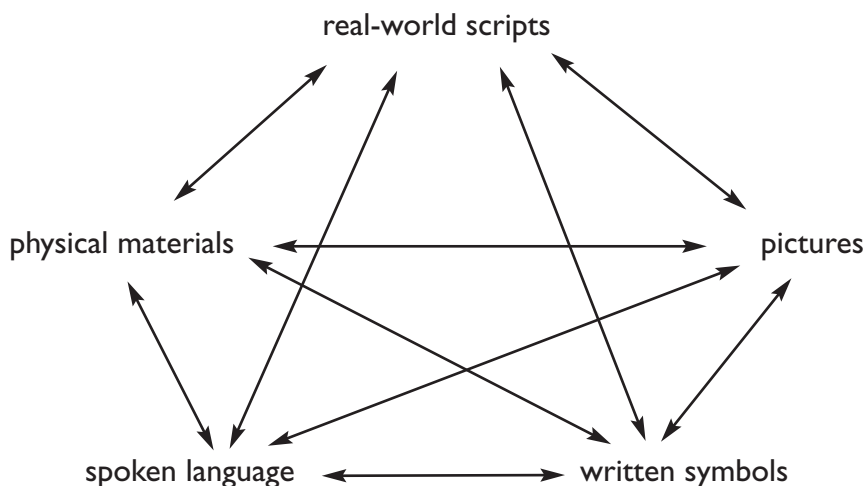 real-world scripts
physical materials
pictures
spoken language
written symbols